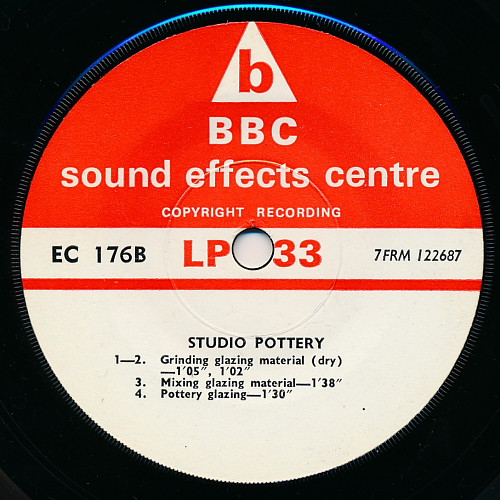 b
BBC
sound effects centre
COPYRIGHT RECORDING
EC 176B LP 33 7FRM 122687
STUDIO POTTERY
1—2. Grinding glazing material (dry)
—1′05″, 1′02″
3. Mixing glazing material—1′38″
4. Pottery glazing—1′30″